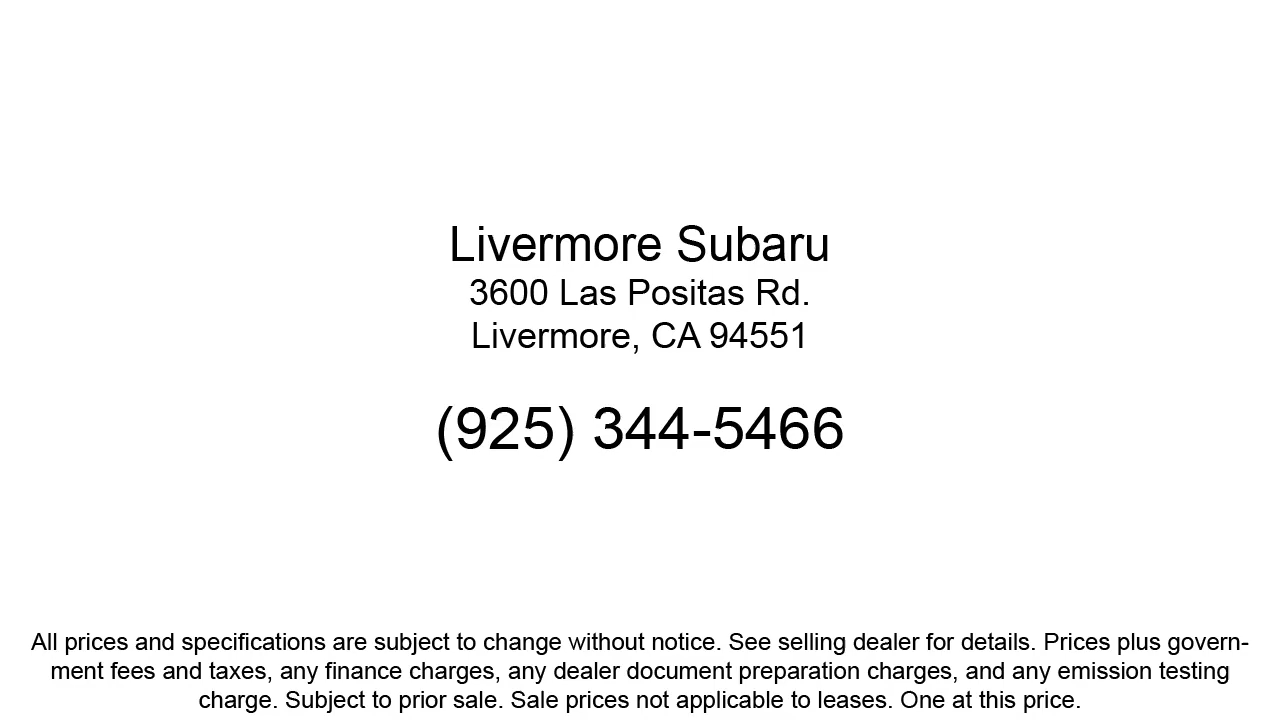 Livermore Subaru
3600 Las Positas Rd.
Livermore, CA 94551
(925) 344-5466
All prices and specifications are subject to change without notice. See selling dealer for details. Prices plus govern-
ment fees and taxes, any finance charges, any dealer document preparation charges, and any emission testing
charge. Subject to prior sale. Sale prices not applicable to leases. One at this price.